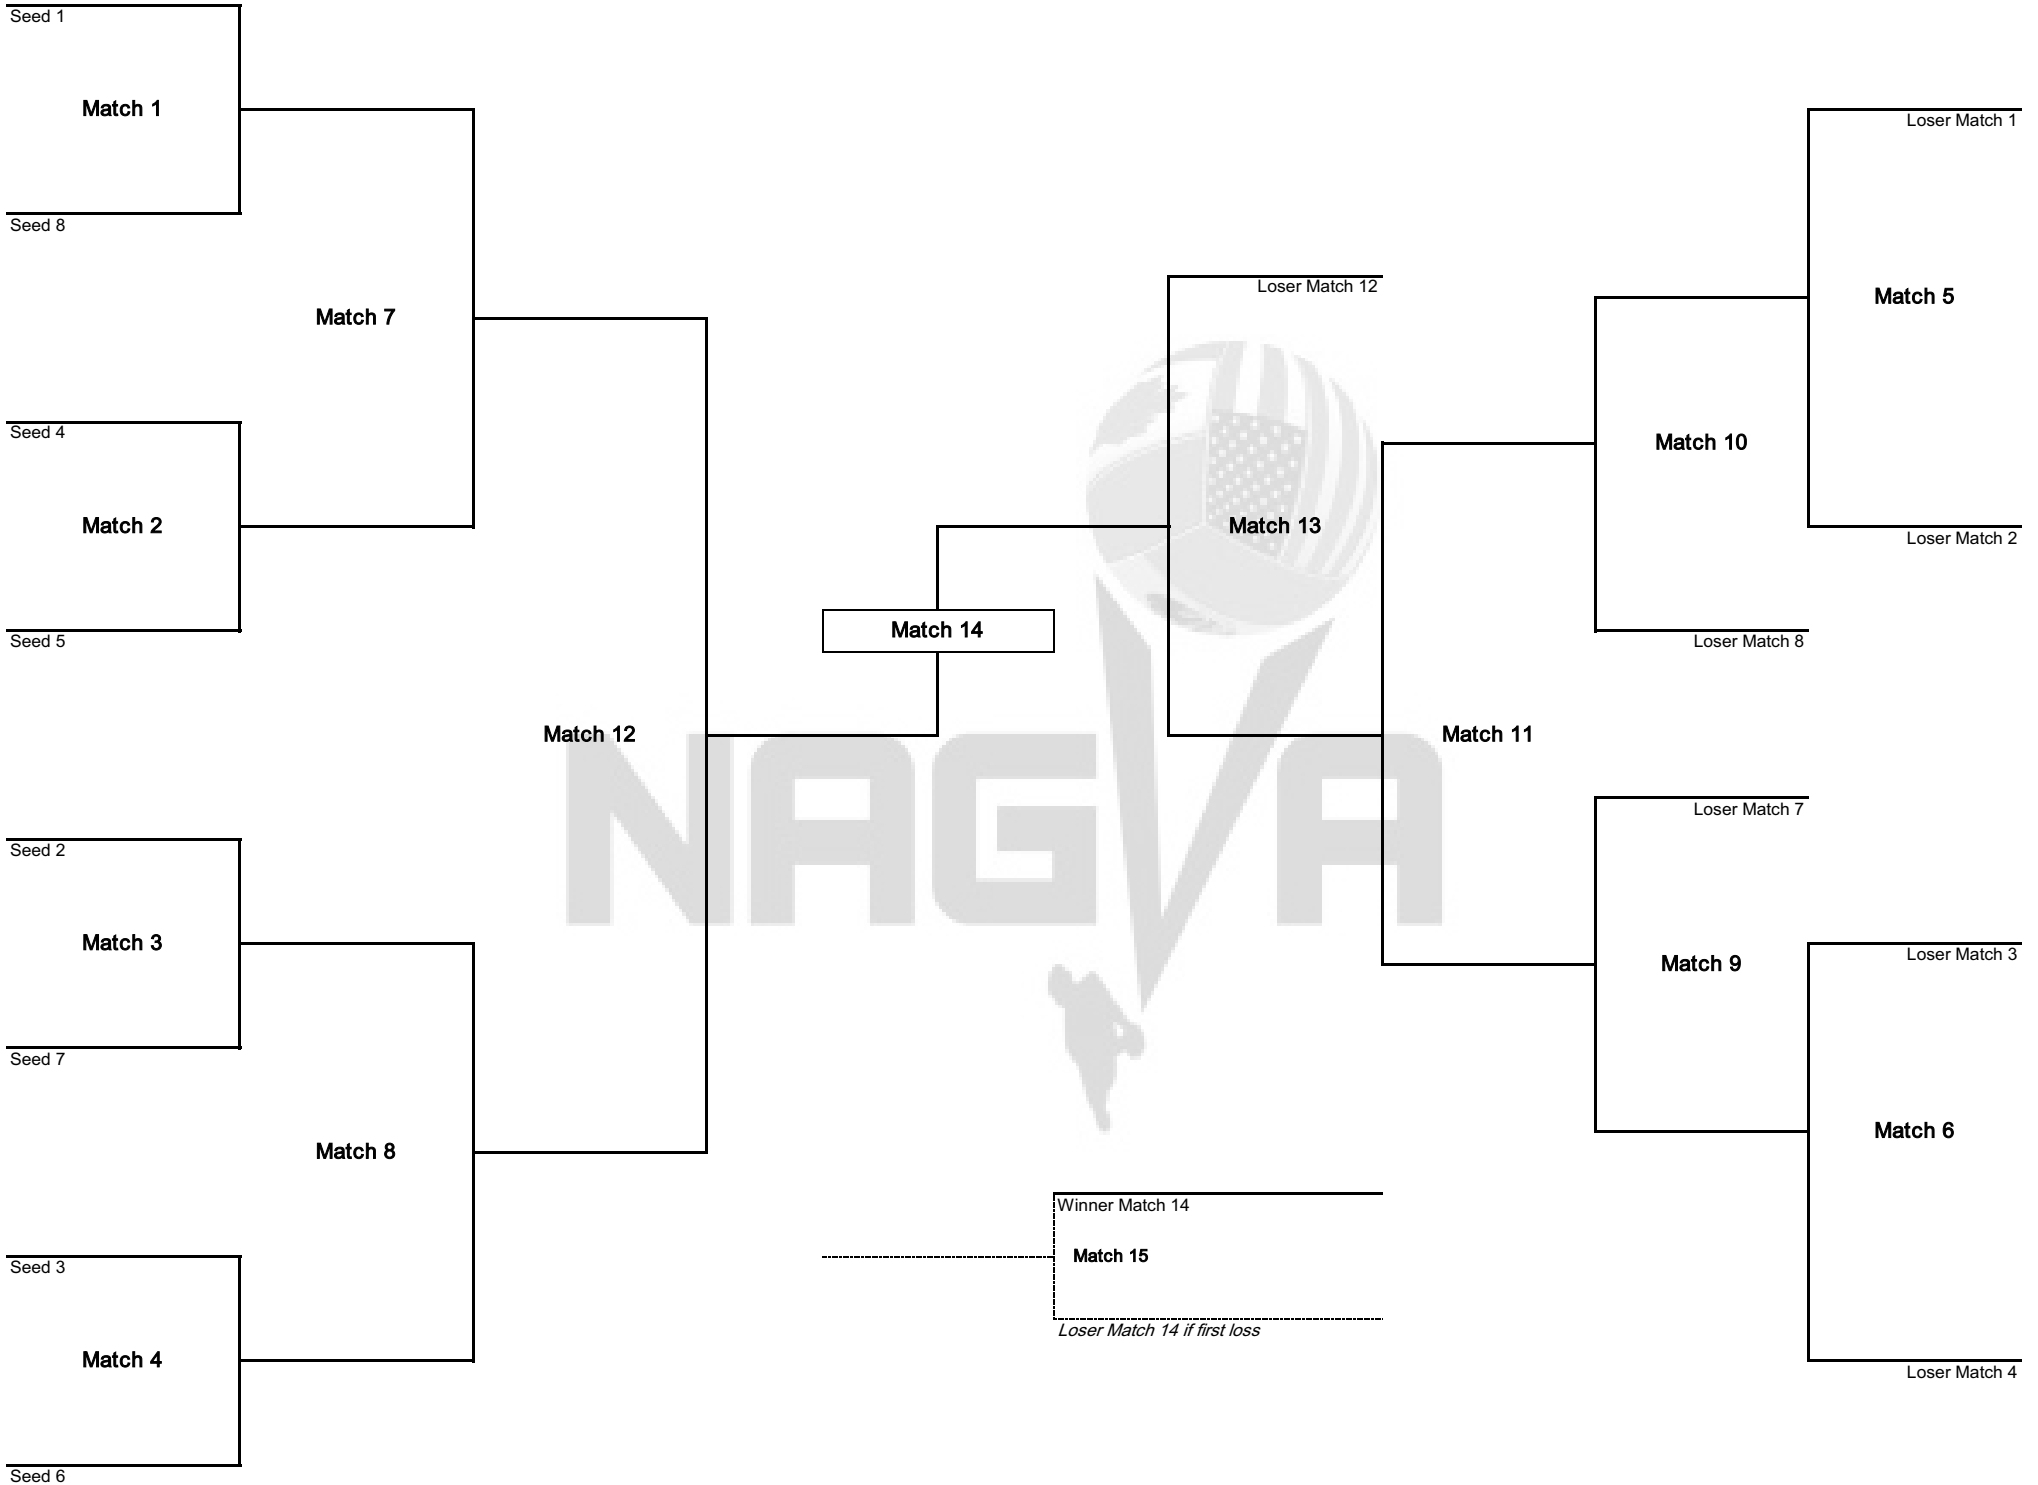 Seed 1
Match 1
Loser Match 1
Seed 8
Loser Match 12
Match 5
Match 7
Seed 4
Match 10
Match 2
Match 13
Loser Match 2
Match 14
Seed 5
Loser Match 8
Match 12
Match 11
NAGVA
Loser Match 7
Seed 2
Match 3
Loser Match 3
Match 9
Seed 7
Match 6
Match 8
Winner Match 14
Match 15
Seed 3
Loser Match 14 if first loss
Match 4
Loser Match 4
Seed 6